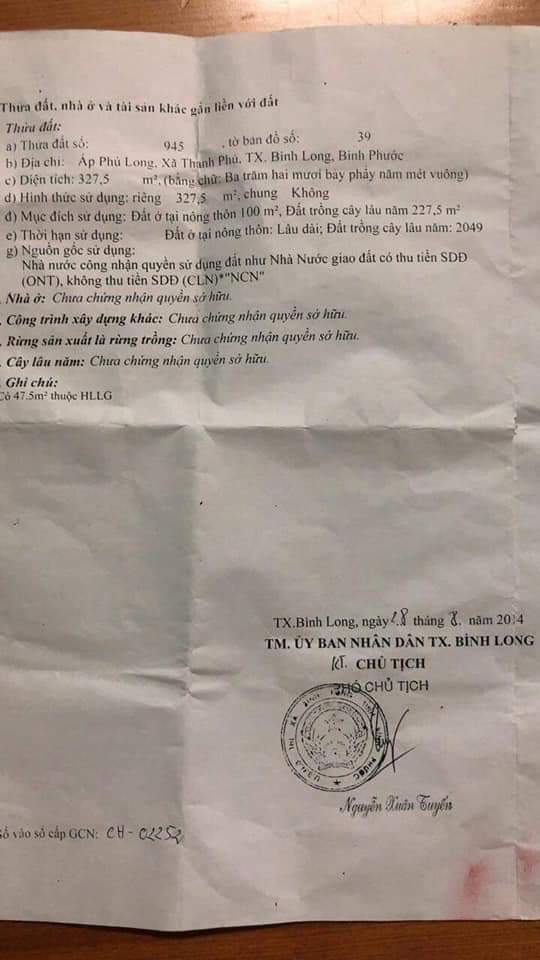 Thửa đất, nhà ở và tài sản khác gắn liền với đất
Thửa đất:
a) Thửa đất số: 945 , tờ bản đồ số: 39
b) Địa chỉ: Ấp Phú Long, Xã Thanh Phú, TX. Bình Long, Bình Phước
c) Diện tích: 327,5 m², (bằng chữ: Ba trăm hai mươi bảy phẩy năm mét vuông)
d) Hình thức sử dụng: riêng 327,5 m², chung Không
đ) Mục đích sử dụng: Đất ở tại nông thôn 100 m², Đất trồng cây lâu năm 227,5 m²
e) Thời hạn sử dụng: Đất ở tại nông thôn: Lâu dài; Đất trồng cây lâu năm: 2049
g) Nguồn gốc sử dụng:
Nhà nước công nhận quyền sử dụng đất như Nhà Nước giao đất có thu tiền SDĐ
(ONT), không thu tiền SDĐ (CLN)*"NCN"
. Nhà ở: Chưa chứng nhận quyền sở hữu.
. Công trình xây dựng khác: Chưa chứng nhận quyền sở hữu.
. Rừng sản xuất là rừng trồng: Chưa chứng nhận quyền sở hữu.
. Cây lâu năm: Chưa chứng nhận quyền sở hữu.
. Ghi chú:
Có 47.5m² thuộc HLLG
TX.Bình Long, ngày 28 tháng 8. năm 2014
TM. ỦY BAN NHÂN DÂN TX. BÌNH LONG
KT. CHỦ TỊCH
PHÓ CHỦ TỊCH
Nguyễn Xuân Tuyến
Số vào sổ cấp GCN: CH-02252